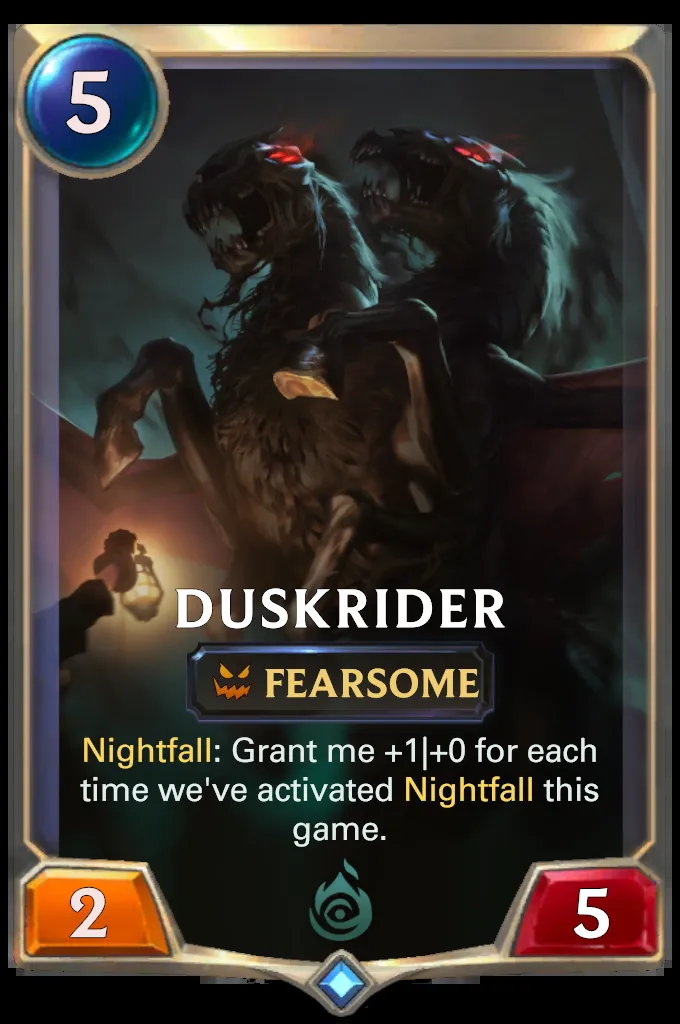 5
DUSKRIDER
FEARSOME
Nightfall: Grant me +1|+0 for each
time we've activated Nightfall this
game.
2
5